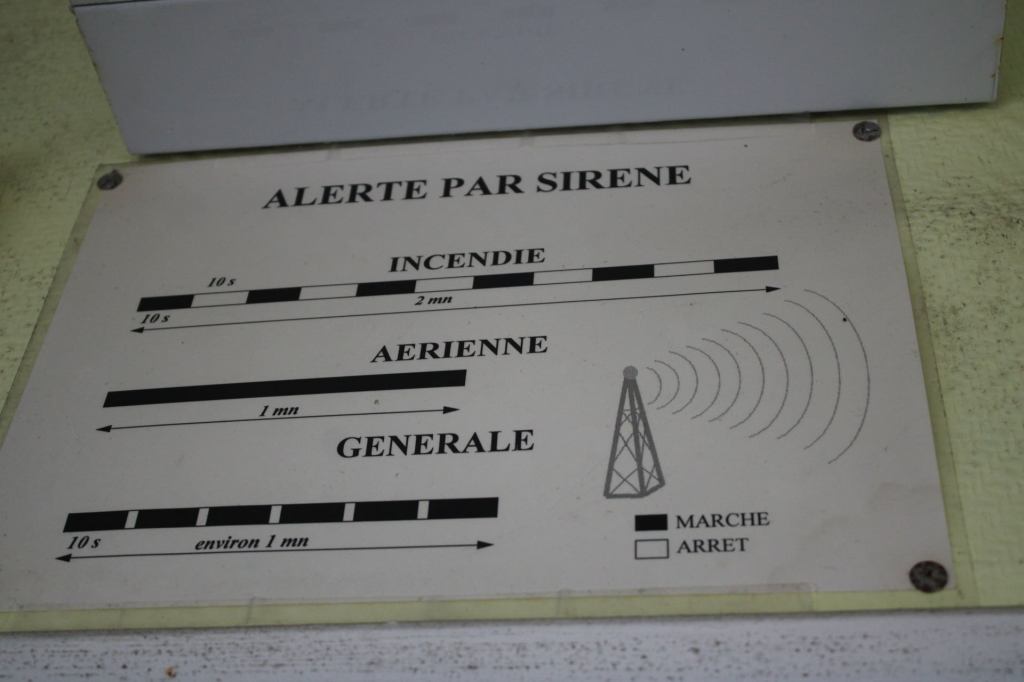 ALERTE PAR SIRENE
INCENDIE
10 s
10 s
2 mn
AERIENNE
1 mn
GENERALE
10 s
environ 1 mn
MARCHE
ARRET